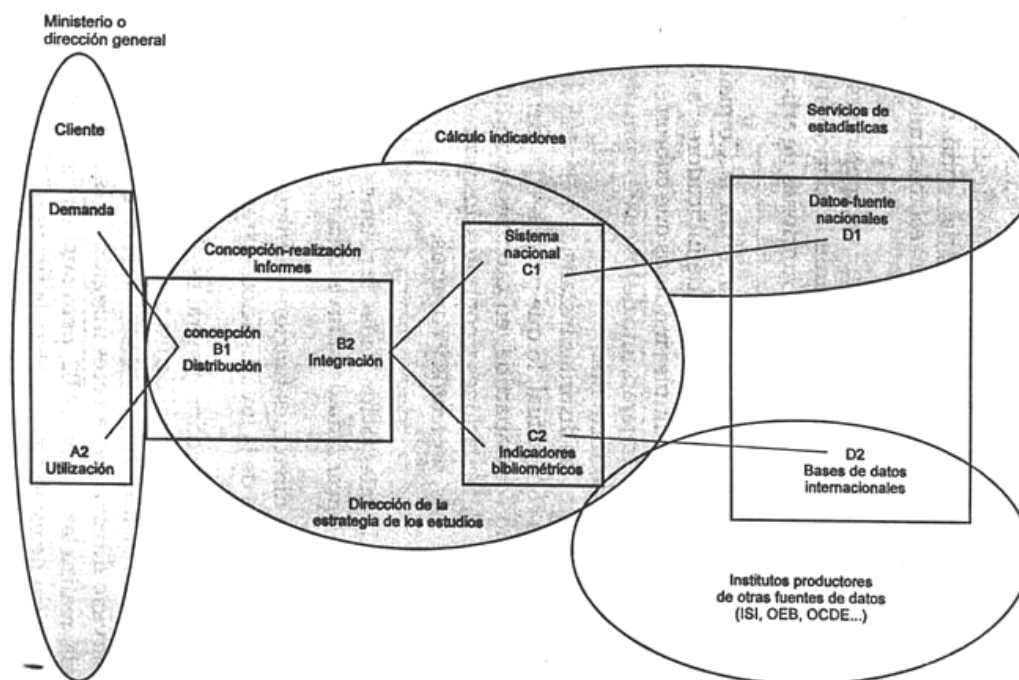 Ministerio o
dirección general
Cliente
Demanda
A2
Utilización
Concepción-realización
informes
concepción
B1
Distribución
B2
Integración
Dirección de la
estrategia de los estudios
Cálculo indicadores
Sistema
nacional
C1
C2
Indicadores
bibliométricos
Servicios de
estadisticas
Datos-fuente
nacionales
D1
D2
Bases de datos
internacionales
Institutos productores
de otras fuentes de datos
(ISI, OEB, OCDE...)